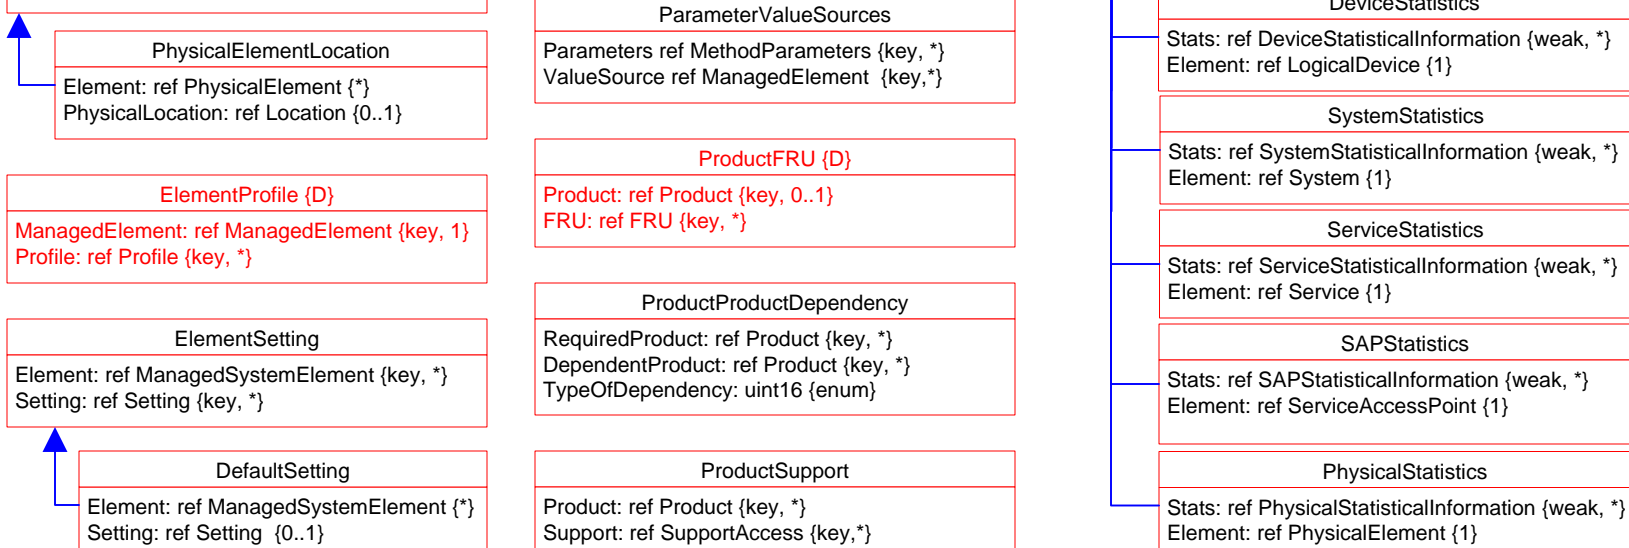 PhysicalElementLocation
Element: ref PhysicalElement {*}
PhysicalLocation: ref Location {0..1}
ElementProfile {D}
ManagedElement: ref ManagedElement {key, 1}
Profile: ref Profile {key, *}
ElementSetting
Element: ref ManagedSystemElement {key, *}
Setting: ref Setting {key, *}
DefaultSetting
Element: ref ManagedSystemElement {*}
Setting: ref Setting  {0..1}
ParameterValueSources
Parameters ref MethodParameters {key, *}
ValueSource ref ManagedElement  {key,*}
ProductFRU {D}
Product: ref Product {key, 0..1}
FRU: ref FRU {key, *}
ProductProductDependency
RequiredProduct: ref Product {key, *}
DependentProduct: ref Product {key, *}
TypeOfDependency: uint16 {enum}
ProductSupport
Product: ref Product {key, *}
Support: ref SupportAccess {key,*}
DeviceStatistics
Stats: ref DeviceStatisticalInformation {weak, *}
Element: ref LogicalDevice {1}
SystemStatistics
Stats: ref SystemStatisticalInformation {weak, *}
Element: ref System {1}
ServiceStatistics
Stats: ref ServiceStatisticalInformation {weak, *}
Element: ref Service {1}
SAPStatistics
Stats: ref SAPStatisticalInformation {weak, *}
Element: ref ServiceAccessPoint {1}
PhysicalStatistics
Stats: ref PhysicalStatisticalInformation {weak, *}
Element: ref PhysicalElement {1}